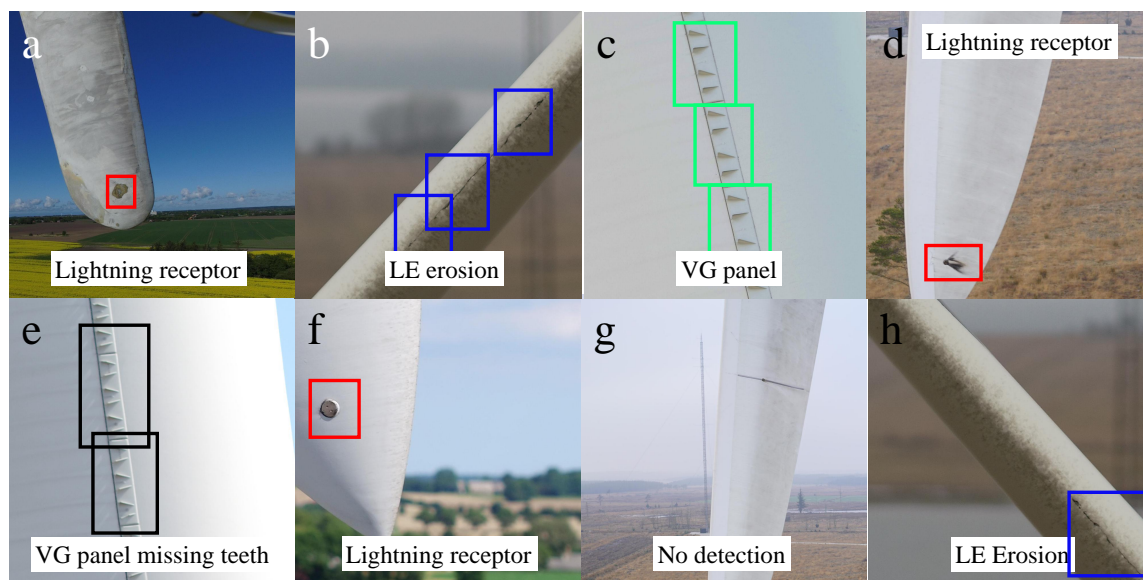 a
Lightning receptor
b
LE erosion
c
VG panel
d
Lightning receptor
e
VG panel missing teeth
f
Lightning receptor
g
No detection
h
LE Erosion